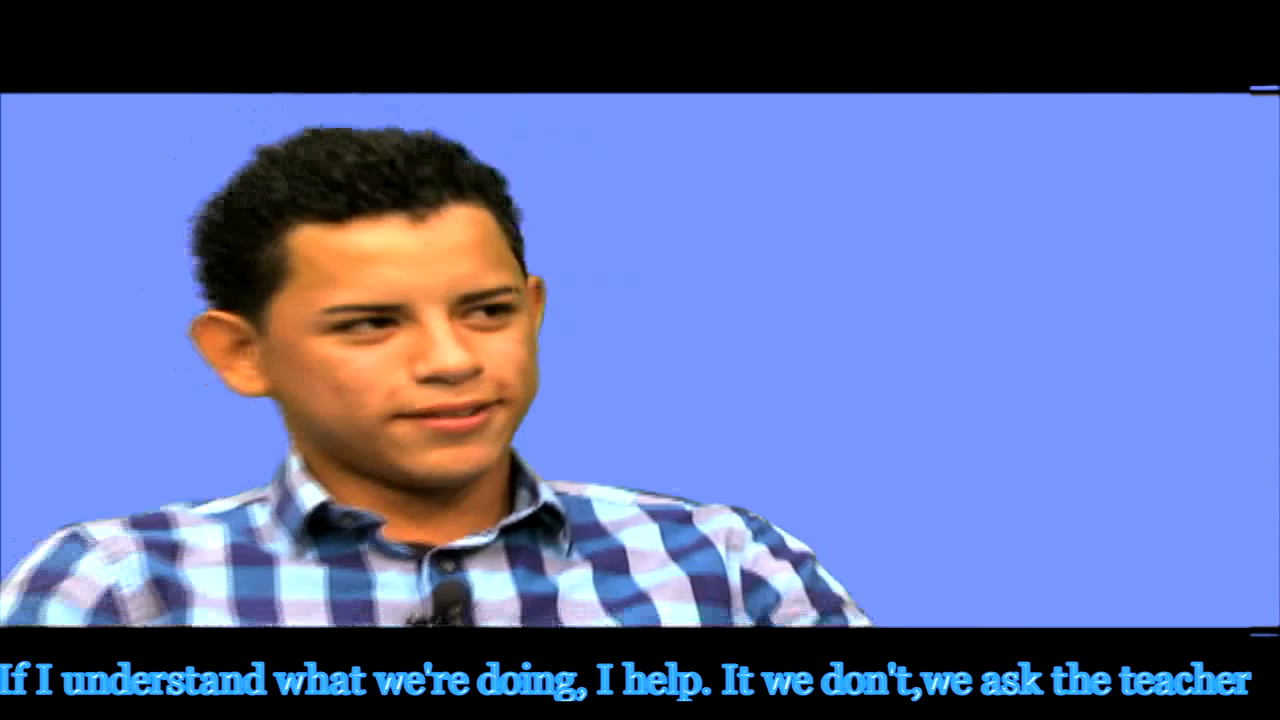 If I understand what we're doing, I help. It we don't,we ask the teacher